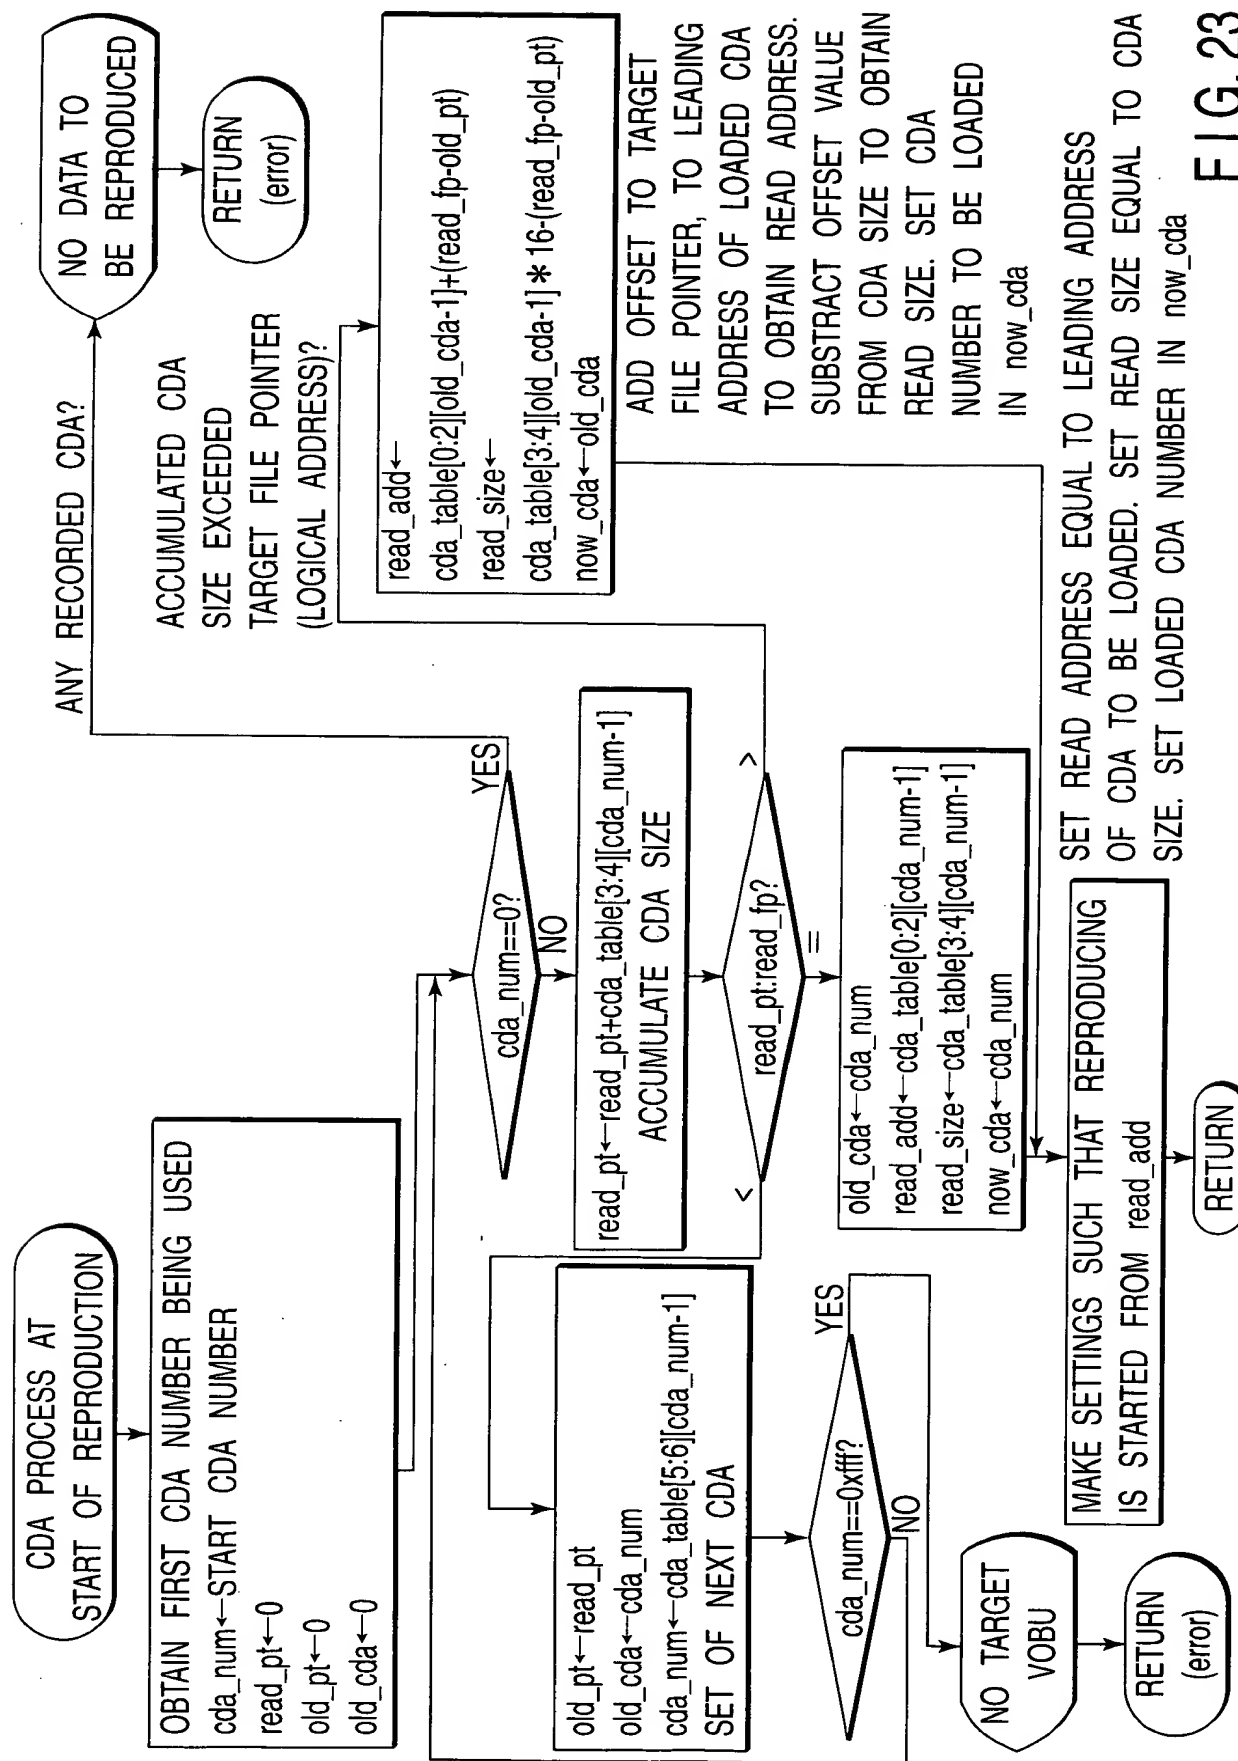 CDA PROCESS AT
START OF REPRODUCTION
OBTAIN FIRST CDA NUMBER BEING USED
cda_num←START CDA NUMBER
read_pt←0
old_pt←0
old_cda←0
cda_num==0?
YES
NO
ANY RECORDED CDA?
NO DATA TO
BE REPRODUCED
RETURN
(error)
read_pt←read_pt+cda_table[3:4][cda_num-1]
ACCUMULATE CDA SIZE
read_pt:read_fp?
<
=
>
ACCUMULATED CDA
SIZE EXCEEDED
TARGET FILE POINTER
(LOGICAL ADDRESS)?
read_add←
cda_table[0:2][old_cda-1]+(read_fp-old_pt)
read_size←
cda_table[3:4][old_cda-1]*16-(read_fp-old_pt)
now_cda←old_cda
ADD OFFSET TO TARGET
FILE POINTER, TO LEADING
ADDRESS OF LOADED CDA
TO OBTAIN READ ADDRESS.
SUBSTRACT OFFSET VALUE
FROM CDA SIZE TO OBTAIN
READ SIZE. SET CDA
NUMBER TO BE LOADED
IN now_cda
old_pt←read_pt
old_cda←cda_num
cda_num←cda_table[5:6][cda_num-1]
SET OF NEXT CDA
cda_num==0xfff?
YES
NO
NO TARGET
VOBU
RETURN
(error)
old_cda←cda_num
read_add←cda_table[0:2][cda_num-1]
read_size←cda_table[3:4][cda_num-1]
now_cda←cda_num
SET READ ADDRESS EQUAL TO LEADING ADDRESS
OF CDA TO BE LOADED. SET READ SIZE EQUAL TO CDA
SIZE. SET LOADED CDA NUMBER IN now_cda
MAKE SETTINGS SUCH THAT REPRODUCING
IS STARTED FROM read_add
RETURN
FIG. 23